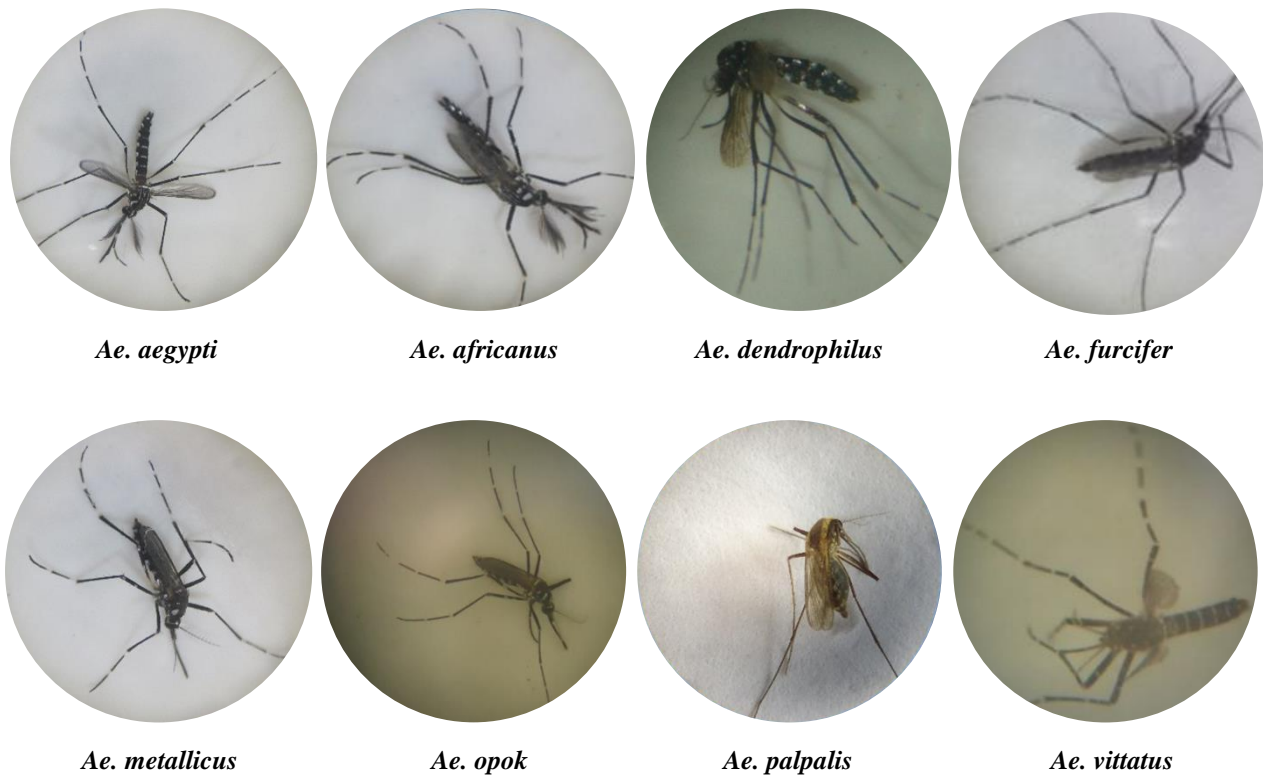 Ae. aegypti
Ae. africanus
Ae. dendrophilus
Ae. furcifer
Ae. metallicus
Ae. opok
Ae. palpalis
Ae. vittatus